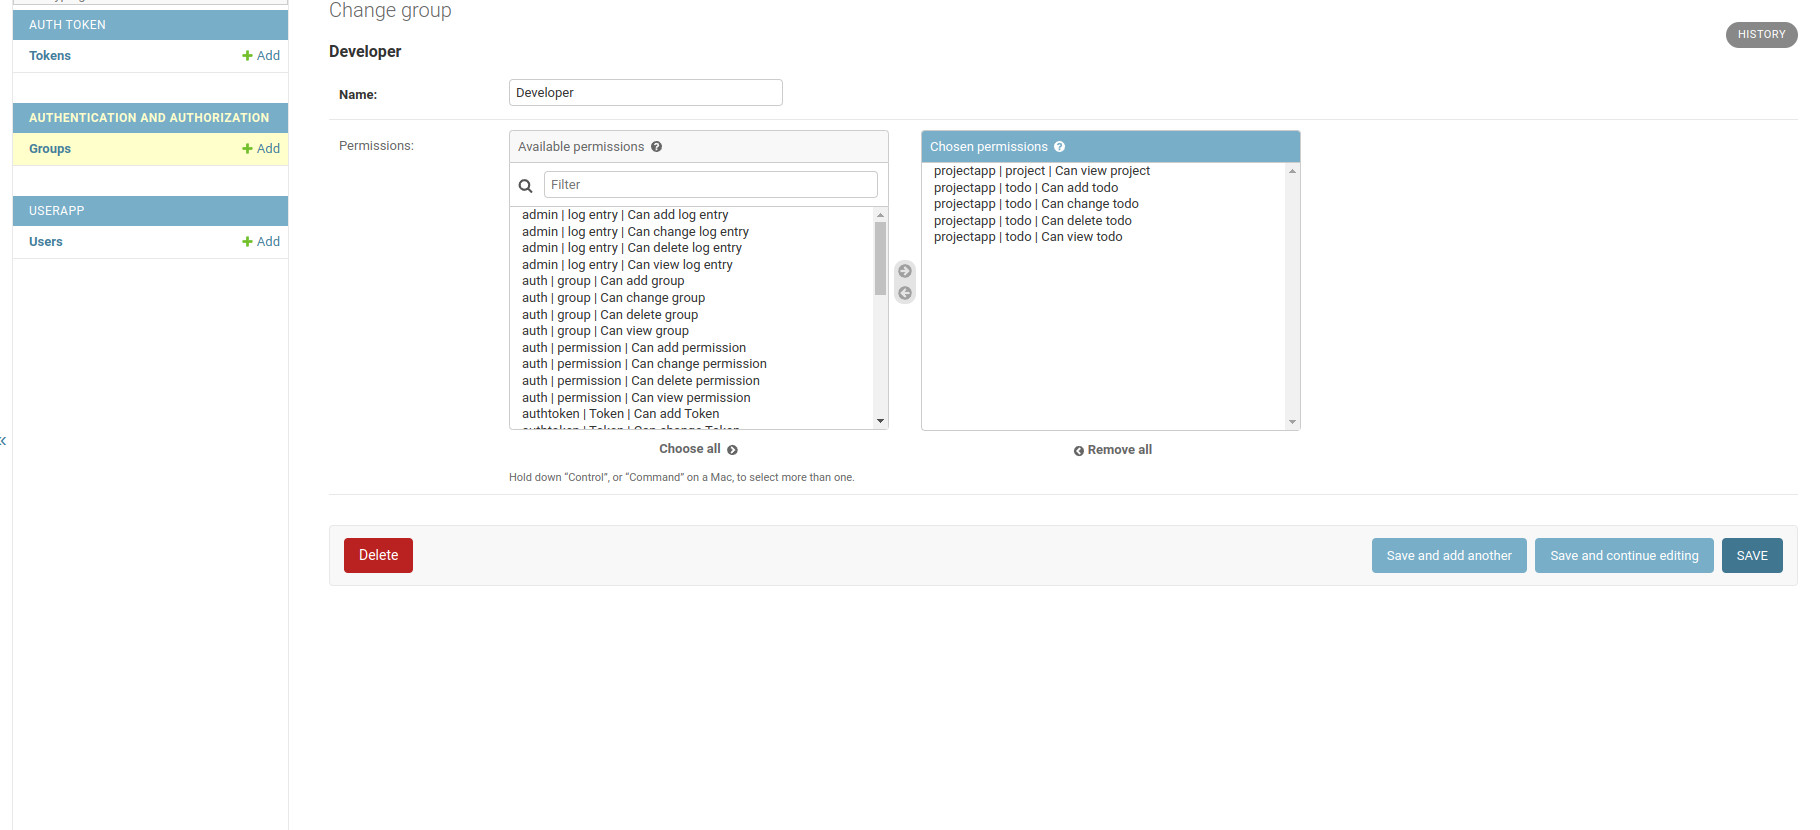 Change group
AUTH TOKEN
Tokens
Add
AUTHENTICATION AND AUTHORIZATION
Groups
Add
USERAPP
Users
Add
HISTORY
Developer
Name:
Developer
Permissions:
Available permissions
Filter
admin | log entry | Can add log entry
admin | log entry | Can change log entry
admin | log entry | Can delete log entry
admin | log entry | Can view log entry
auth | group | Can add group
auth | group | Can change group
auth | group | Can delete group
auth | group | Can view group
auth | permission | Can add permission
auth | permission | Can change permission
auth | permission | Can delete permission
auth | permission | Can view permission
authtoken | Token | Can add Token
authtoken | Token | Can change Token
Choose all
Chosen permissions
projectapp | project | Can view project
projectapp | todo | Can add todo
projectapp | todo | Can change todo
projectapp | todo | Can delete todo
projectapp | todo | Can view todo
Remove all
Hold down “Control”, or “Command” on a Mac, to select more than one.
Delete
Save and add another
Save and continue editing
SAVE